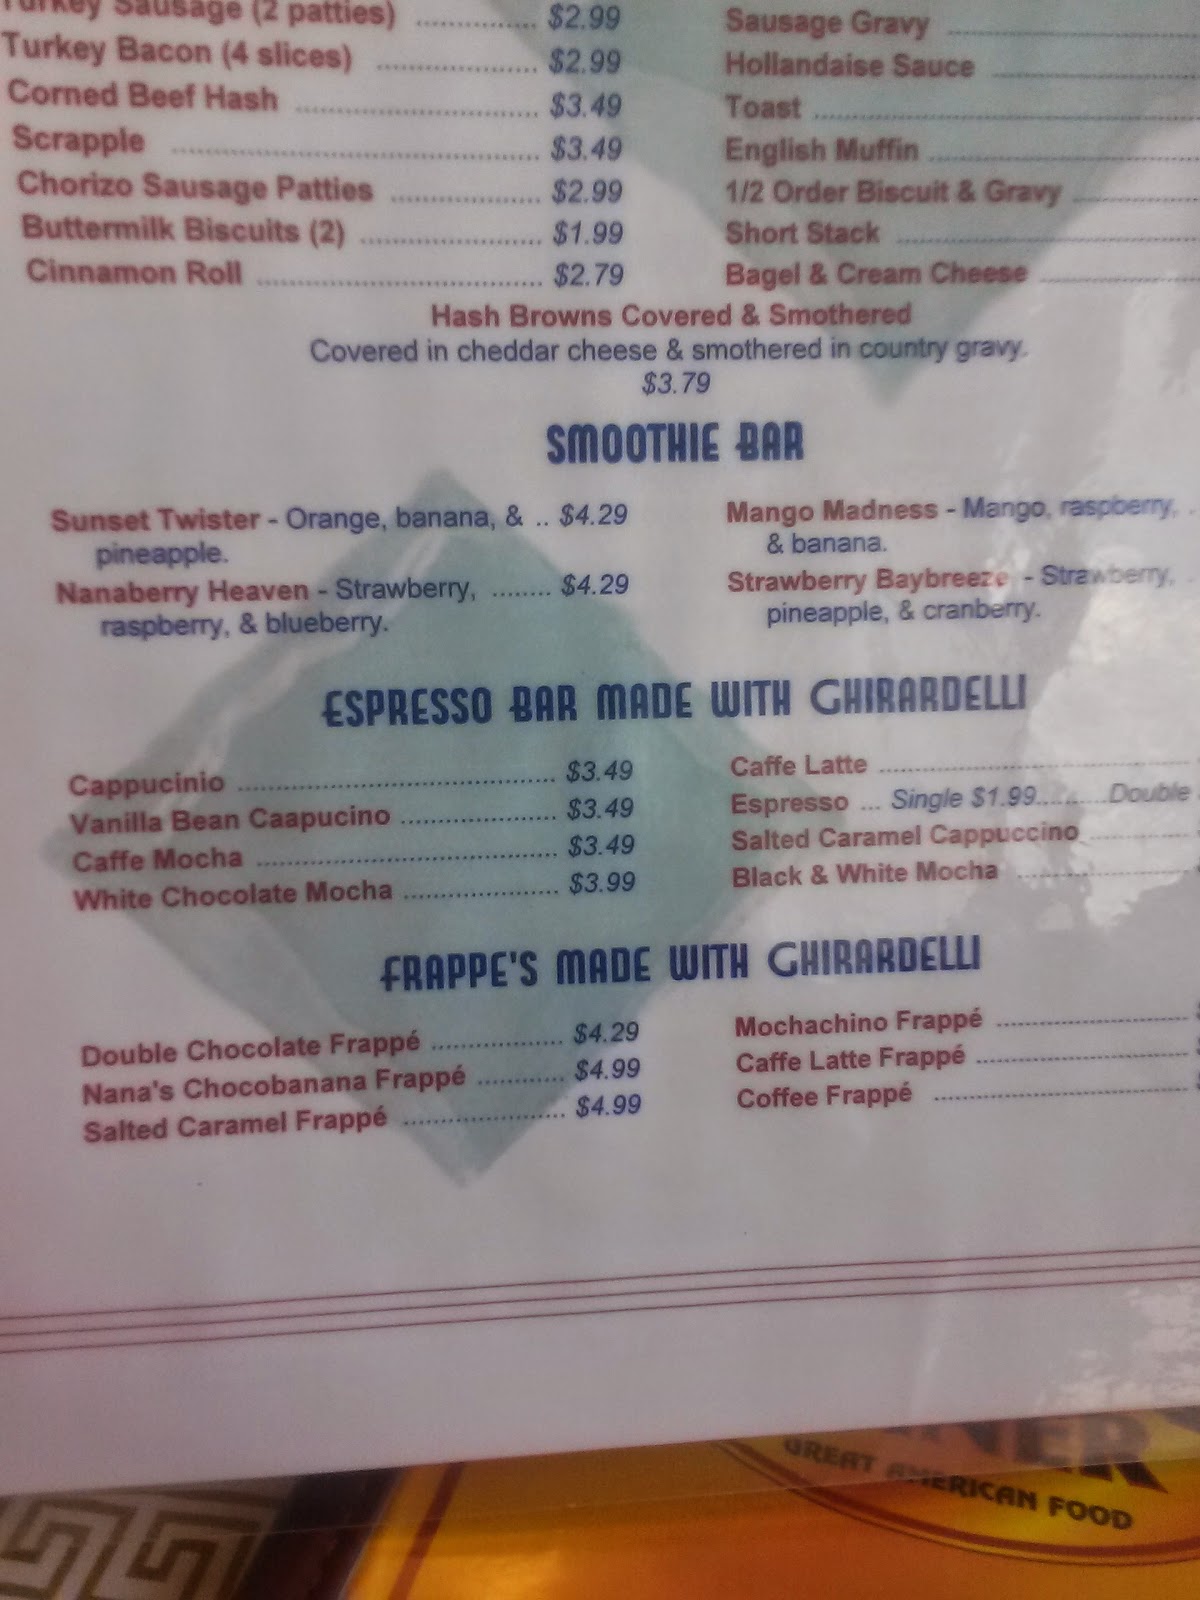 Turkey Sausage (2 patties) .................. $2.99
Turkey Bacon (4 slices) ........................ $2.99
Corned Beef Hash .................................... $3.49
Scrapple ...................................................... $3.49
Chorizo Sausage Patties ...................... $2.99
Buttermilk Biscuits (2) .......................... $1.99
Cinnamon Roll ......................................... $2.79
Sausage Gravy
Hollandaise Sauce
Toast
English Muffin
1/2 Order Biscuit & Gravy
Short Stack
Bagel & Cream Cheese
Hash Browns Covered & Smothered
Covered in cheddar cheese & smothered in country gravy.
$3.79
SMOOTHIE BAR
Sunset Twister - Orange, banana, & .. $4.29
pineapple.
Nanaberry Heaven - Strawberry, ........ $4.29
raspberry, & blueberry.
Mango Madness - Mango, raspberry,
& banana.
Strawberry Baybreeze - Strawberry,
pineapple, & cranberry.
ESPRESSO BAR MADE WITH GHIRARDELLI
Cappucinio ............................................. $3.49
Vanilla Bean Caapucino ...................... $3.49
Caffe Mocha ........................................... $3.49
White Chocolate Mocha ...................... $3.99
Caffe Latte
Espresso ... Single $1.99..........Double
Salted Caramel Cappuccino
Black & White Mocha
FRAPPE'S MADE WITH GHIRARDELLI
Double Chocolate Frappé ................... $4.29
Nana's Chocobanana Frappé ............ $4.99
Salted Caramel Frappé ....................... $4.99
Mochachino Frappé
Caffe Latte Frappé
Coffee Frappé
GREAT AMERICAN FOOD